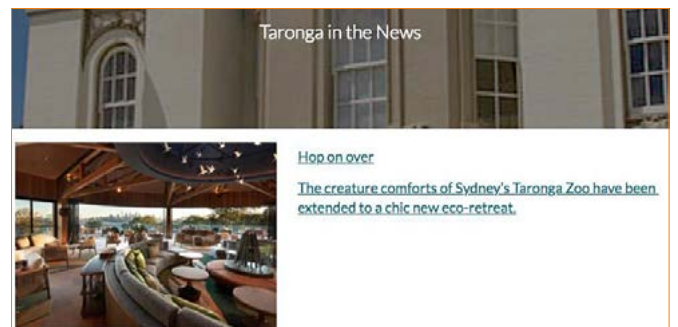 Taronga in the News
Hop on over
The creature comforts of Sydney's Taronga Zoo have been
extended to a chic new eco-retreat.